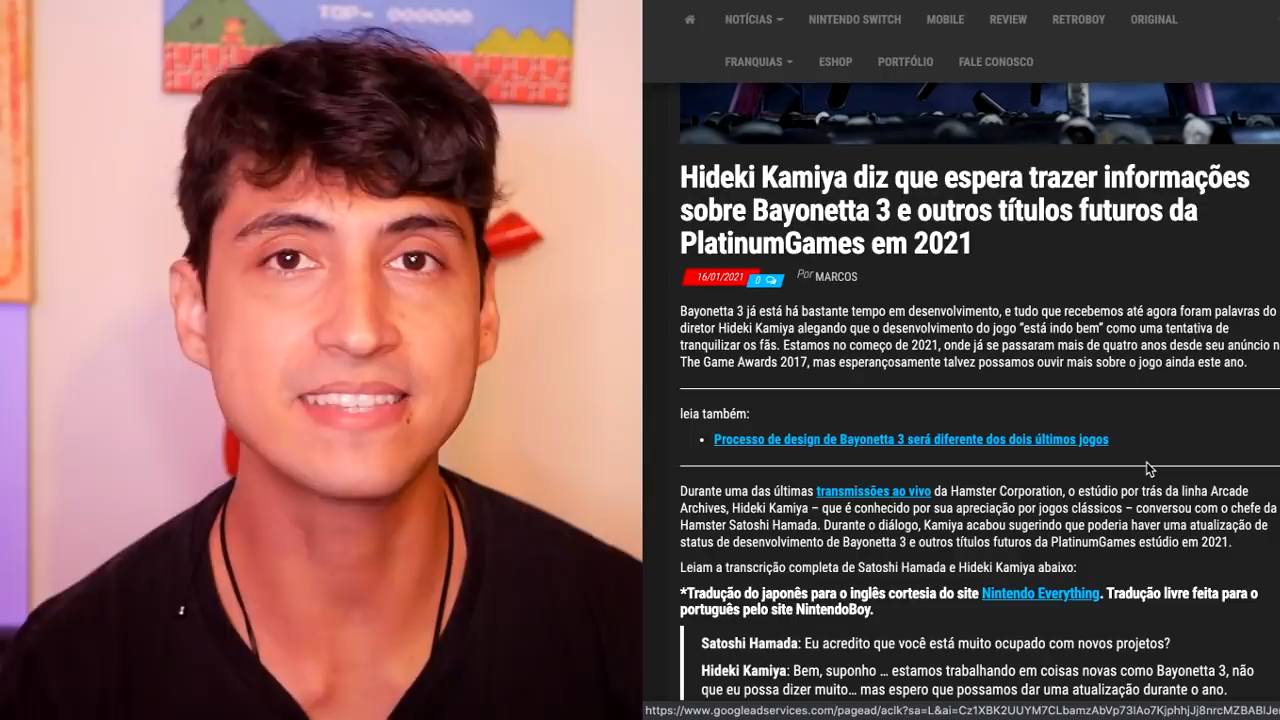 TOP- 000000
NOTÍCIAS
NINTENDO SWITCH
MOBILE
REVIEW
RETROBOY
ORIGINAL
FRANQUIAS
ESHOP
PORTFÓLIO
FALE CONOSCO
Hideki Kamiya diz que espera trazer informações
sobre Bayonetta 3 e outros títulos futuros da
PlatinumGames em 2021
16/01/2021
0
Por MARCOS
Bayonetta 3 já está há bastante tempo em desenvolvimento, e tudo que recebemos até agora foram palavras do
diretor Hideki Kamiya alegando que o desenvolvimento do jogo “está indo bem” como uma tentativa de
tranquilizar os fãs. Estamos no começo de 2021, onde já se passaram mais de quatro anos desde seu anúncio n
The Game Awards 2017, mas esperançosamente talvez possamos ouvir mais sobre o jogo ainda este ano.
leia também:
• Processo de design de Bayonetta 3 será diferente dos dois últimos jogos
Durante uma das últimas transmissões ao vivo da Hamster Corporation, o estúdio por trás da linha Arcade
Archives, Hideki Kamiya – que é conhecido por sua apreciação por jogos clássicos – conversou com o chefe da
Hamster Satoshi Hamada. Durante o diálogo, Kamiya acabou sugerindo que poderia haver uma atualização de
status de desenvolvimento de Bayonetta 3 e outros títulos futuros da PlatinumGames estúdio em 2021.
Leiam a transcrição completa de Satoshi Hamada e Hideki Kamiya abaixo:
*Tradução do japonês para o inglês cortesia do site Nintendo Everything. Tradução livre feita para o
português pelo site NintendoBoy.
Satoshi Hamada: Eu acredito que você está muito ocupado com novos projetos?
Hideki Kamiya: Bem, suponho … estamos trabalhando em coisas novas como Bayonetta 3, não
que eu possa dizer muito… mas espero que possamos dar uma atualização durante o ano.